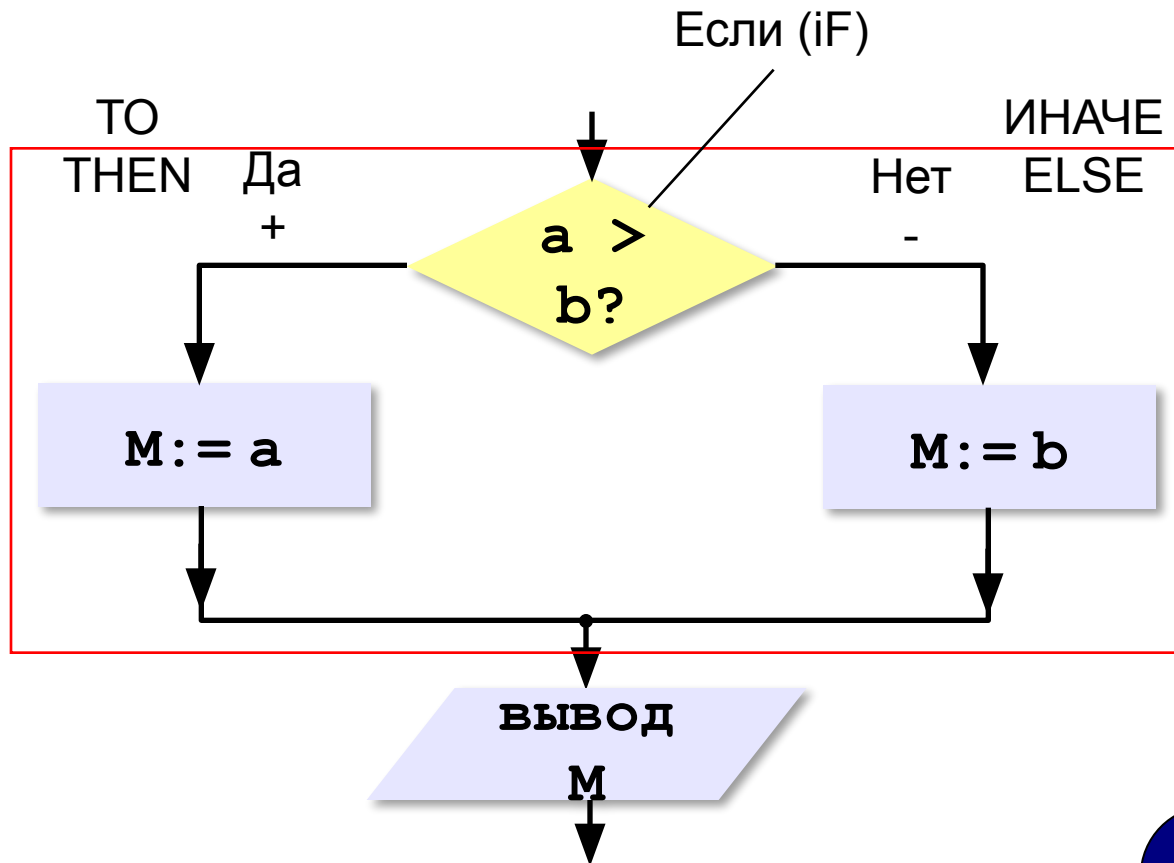 Если (iF)
ТО
ИНАЧЕ
THEN
Да
Нет
ELSE
+
-
a >
b?
M:= a
M:= b
вывод
M